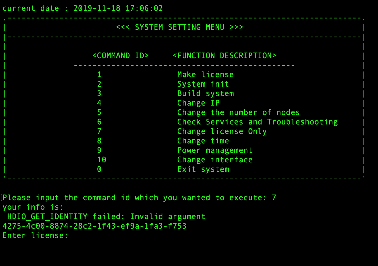 current date : 2019-11-18 17:06:02
<<< SYSTEM SETTING MENU >>>
<COMMAND ID> <FUNCTION DESCRIPTION>
1 Make license
2 System init
3 Build system
4 Change IP
5 Change the number of nodes
6 Check Services and Troubleshooting
7 Change license Only
8 Change time
9 Power management
10 Change interface
0 Exit system
Please input the command id which you wanted to execute: 7
your info is:
HDIO_GET_IDENTITY failed: Invalid argument
4275-4c00-8874-28c2-1f43-ef9a-1fa3-f753
Enter license: